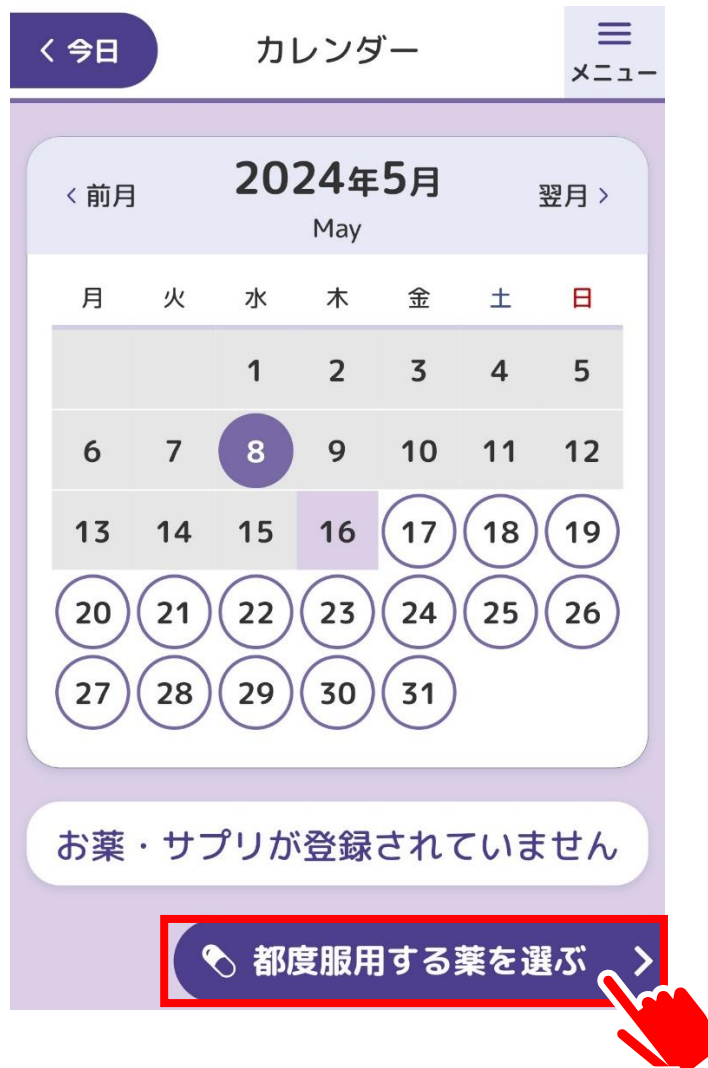 今日
カレンダー
メニュー
前月
2024年5月
翌月
May
月 火 水 木 金 土 日
1 2 3 4 5
6 7 8 9 10 11 12
13 14 15 16 17 18 19
20 21 22 23 24 25 26
27 28 29 30 31
お薬・サプリが登録されていません
都度服用する薬を選ぶ